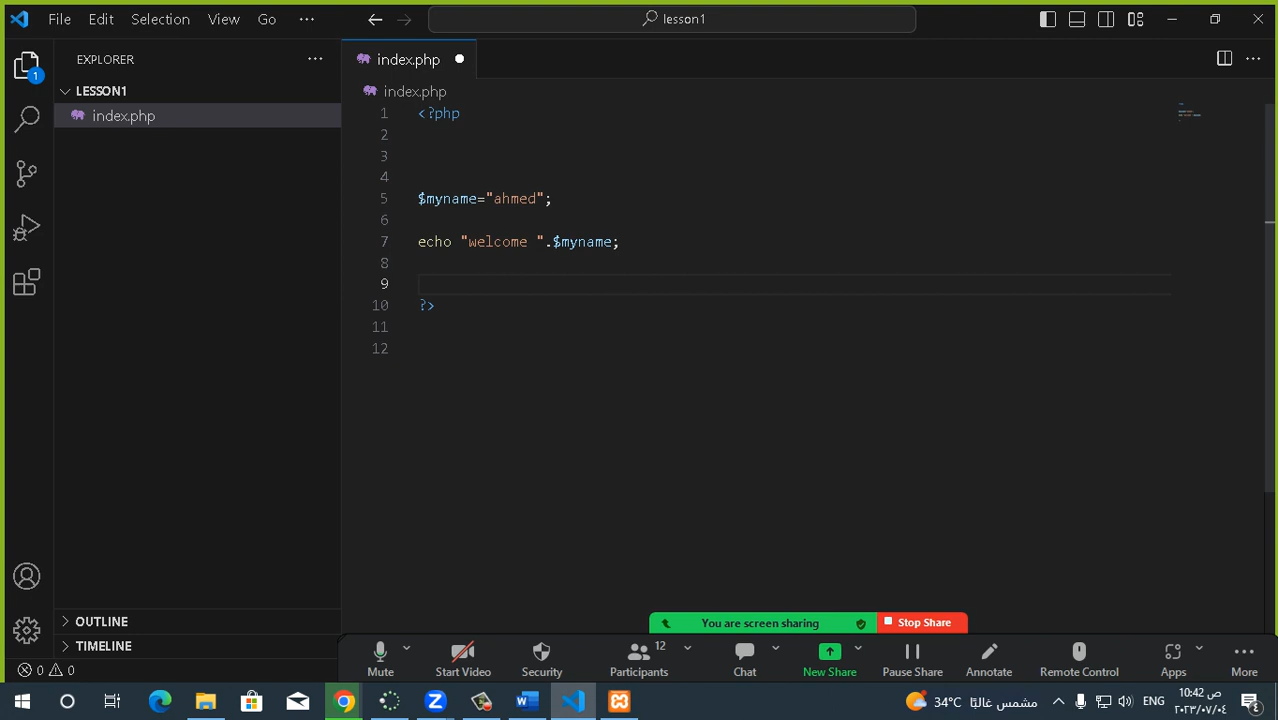 File Edit Selection View Go ... lesson1
EXPLORER ... index.php ...
1
LESSON1 index.php
index.php
1 <?php
2
3
4
5 $myname="ahmed";
6
7 echo "welcome ".$myname;
8
9
10 ?>
11
12
OUTLINE
TIMELINE
0 0
You are screen sharing Stop Share
Mute Start Video Security Participants 12 Chat New Share Pause Share Annotate Remote Control Apps More
34°C مشمس غالبًا ENG 10:42 ص
٢٠٢٣/٠٧/٠٤
٤